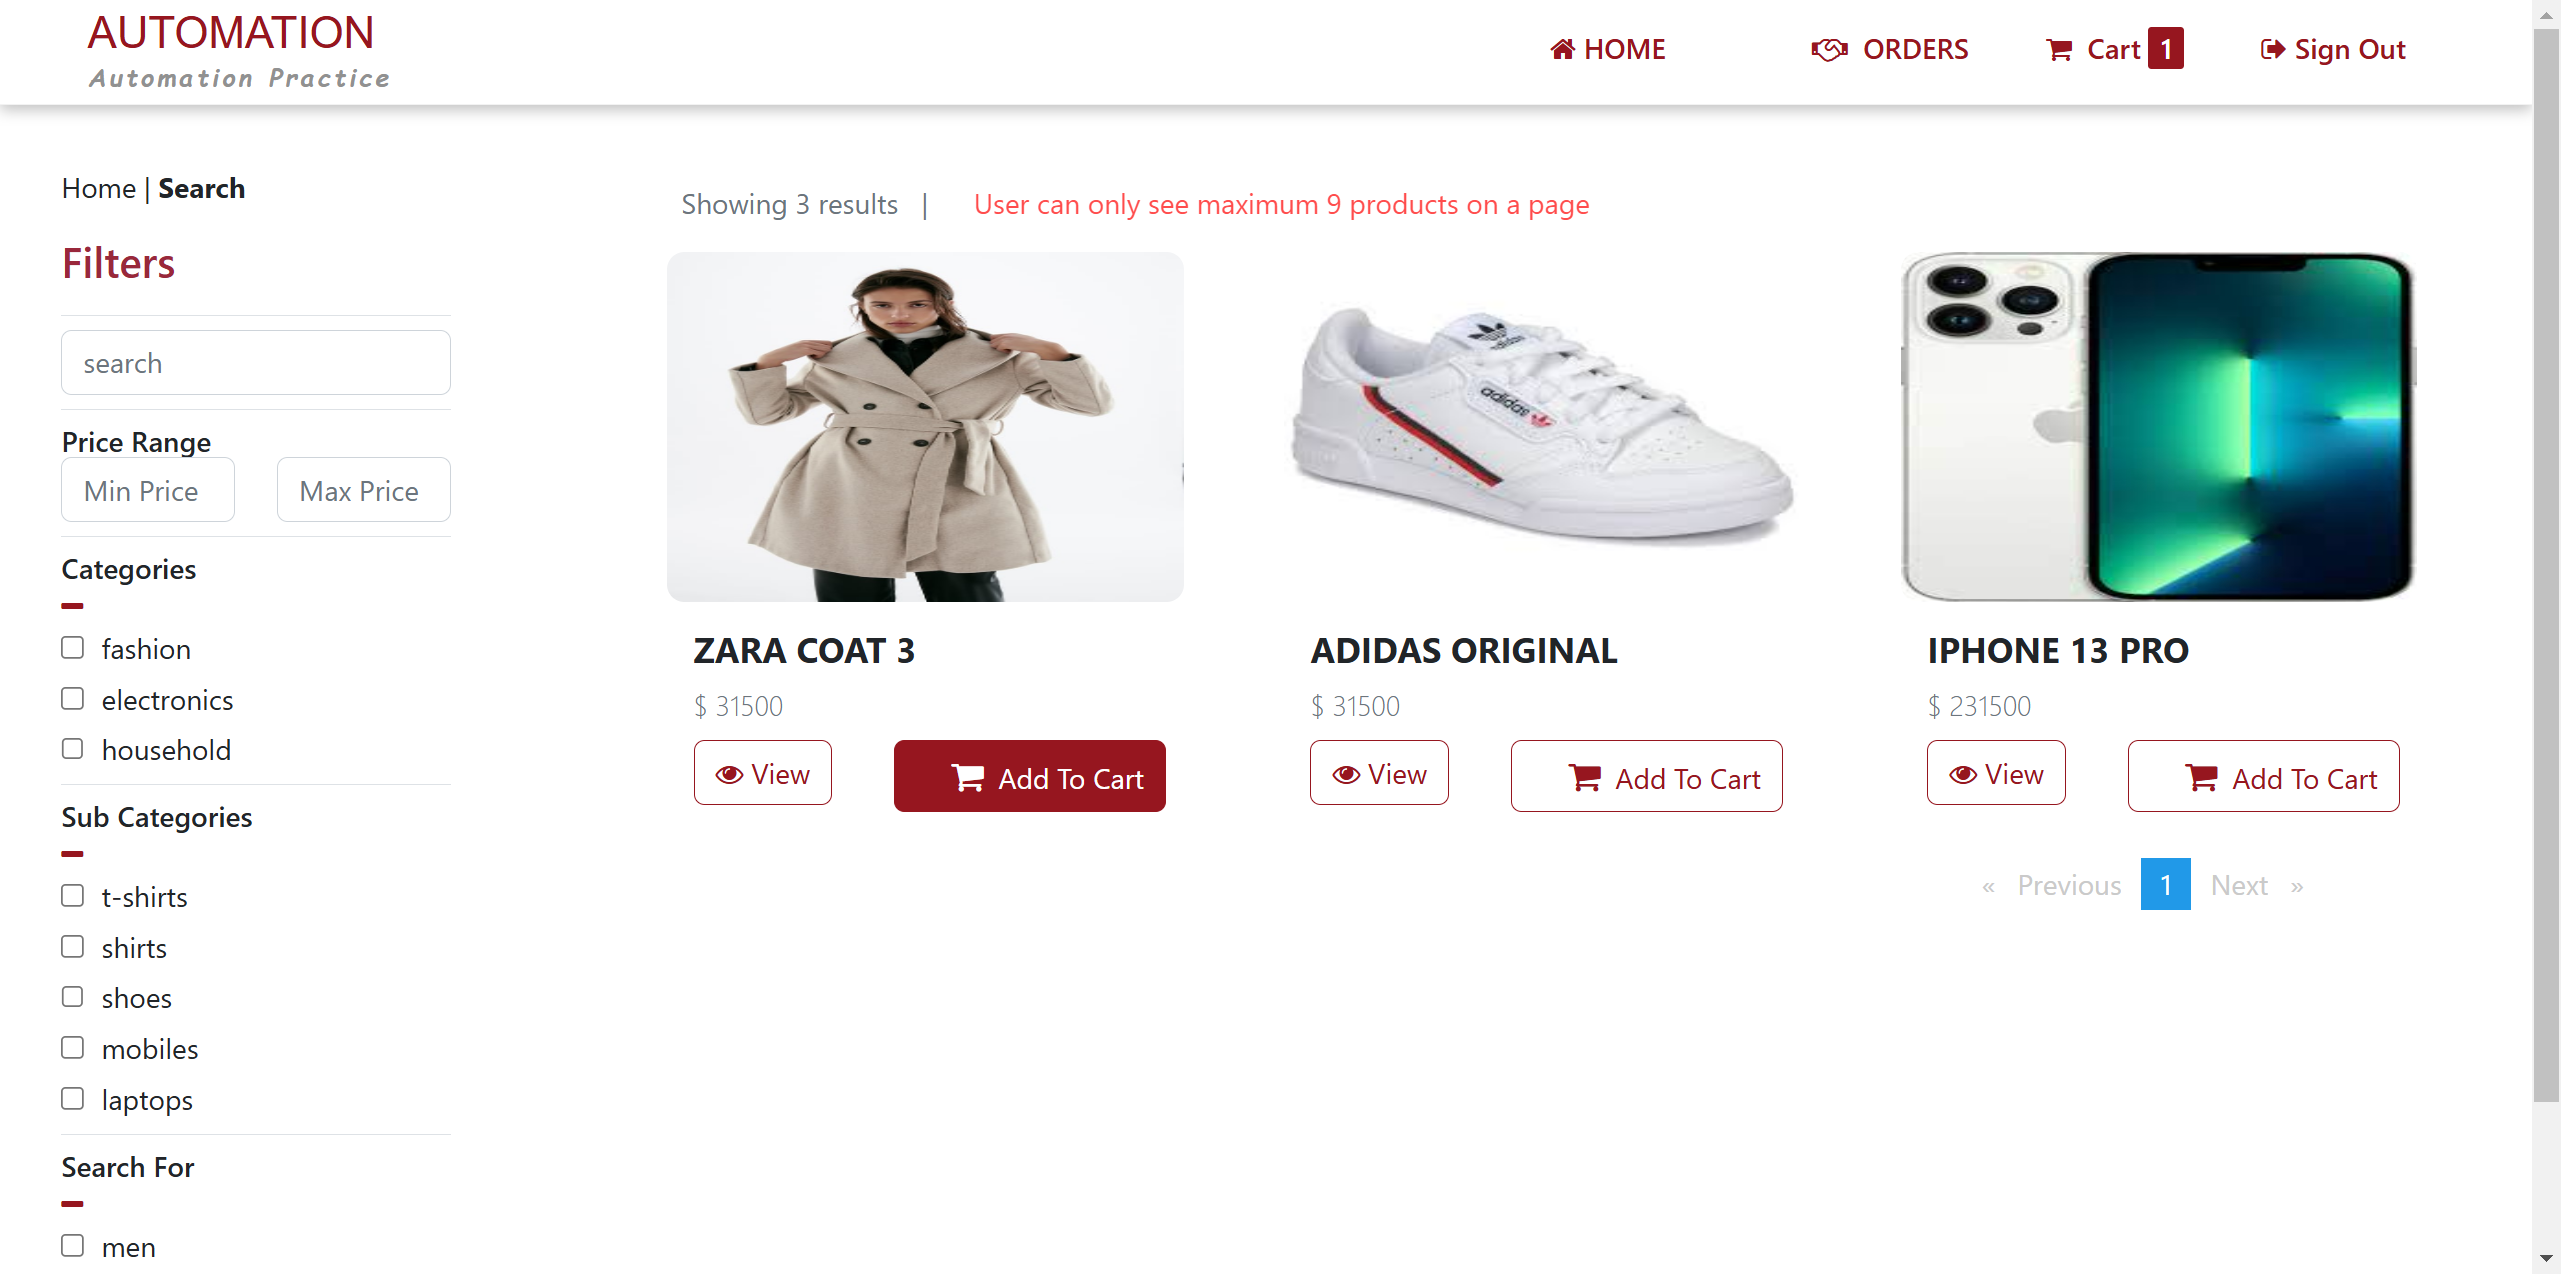 AUTOMATION
Automation Practice
HOME
ORDERS
Cart 1
Sign Out
Home | Search
Filters
search
Price Range
Min Price
Max Price
Categories
fashion
electronics
household
Sub Categories
t-shirts
shirts
shoes
mobiles
laptops
Search For
men
Showing 3 results |
User can only see maximum 9 products on a page
adidas
adidas
ZARA COAT 3
$ 31500
View
Add To Cart
ADIDAS ORIGINAL
$ 31500
View
Add To Cart
IPHONE 13 PRO
$ 231500
View
Add To Cart
« Previous 1 Next »